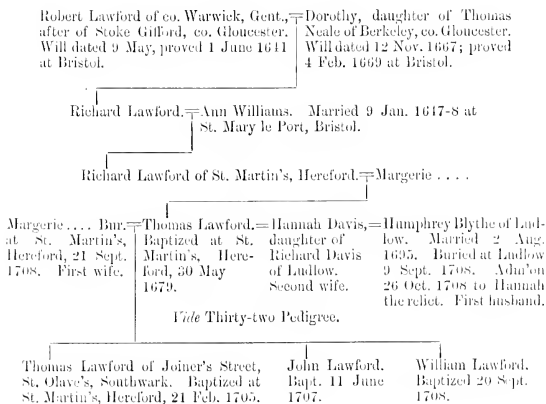 Robert Lawford of co. Warwick, Gent.,
after of Stoke Gifford, co. Gloucester.
Will dated 9 May, proved 1 June 1641
at Bristol.
Dorothy, daughter of Thomas
Neale of Berkeley, co. Gloucester.
Will dated 12 Nov. 1667; proved
4 Feb. 1669 at Bristol.
Richard Lawford.=Ann Williams. Married 9 Jan. 1647-8 at
St. Mary le Port, Bristol.
Richard Lawford of St. Martin's, Hereford.=Margerie ....
Margerie .... Bur.
at St. Martin's,
Hereford, 21 Sept.
1708. First wife.
=Thomas Lawford.
Baptized at St.
Martin's, Here-
ford, 30 May
1679.
=Hannah Davis,
daughter of
Richard Davis
of Ludlow.
Second wife.
=Humphrey Blythe of Lud-
low. Married 2 Aug.
1695. Buried at Ludlow
9 Sept. 1708. Adm'on
26 Oct. 1708 to Hannah
the relict. First husband.
Vide Thirty-two Pedigree.
Thomas Lawford of Joiner's Street,
St. Olave's, Southwark. Baptized at
St. Martin's, Hereford, 21 Feb. 1705.
John Lawford.
Bapt. 11 June
1707.
William Lawford.
Baptized 20 Sept.
1708.